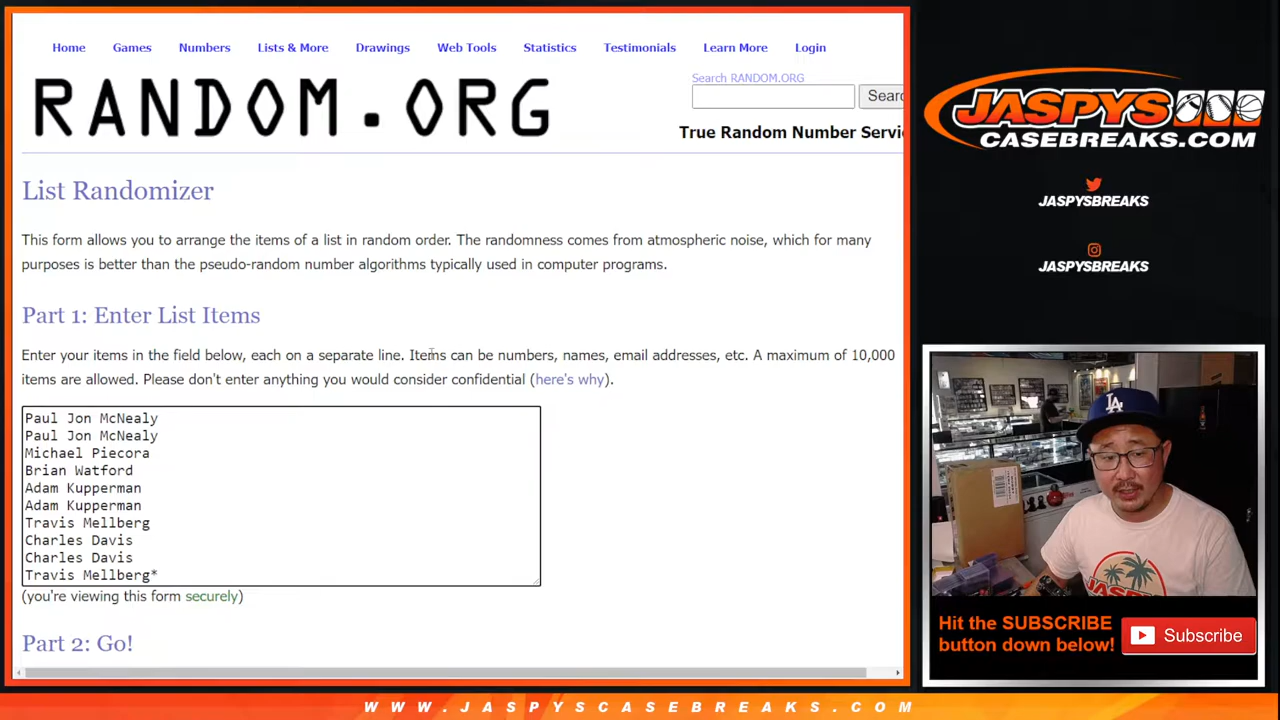 Home Games Numbers Lists & More Drawings Web Tools Statistics Testimonials Learn More Login
Search RANDOM.ORG
RANDOM.ORG
Searc
True Random Number Servi
List Randomizer
This form allows you to arrange the items of a list in random order. The randomness comes from atmospheric noise, which for many
purposes is better than the pseudo-random number algorithms typically used in computer programs.
Part 1: Enter List Items
Enter your items in the field below, each on a separate line. Items can be numbers, names, email addresses, etc. A maximum of 10,000
items are allowed. Please don't enter anything you would consider confidential (here's why).
Paul Jon McNealy
Paul Jon McNealy
Michael Piecora
Brian Watford
Adam Kupperman
Adam Kupperman
Travis Mellberg
Charles Davis
Charles Davis
Travis Mellberg*
(you're viewing this form securely)
Part 2: Go!
JASPYS
CASEBREAKS.COM
JASPYSBREAKS
JASPYSBREAKS
LA
Hit the SUBSCRIBE
button down below!
Subscribe
WWW.JASPYSCASEBREAKS.COM